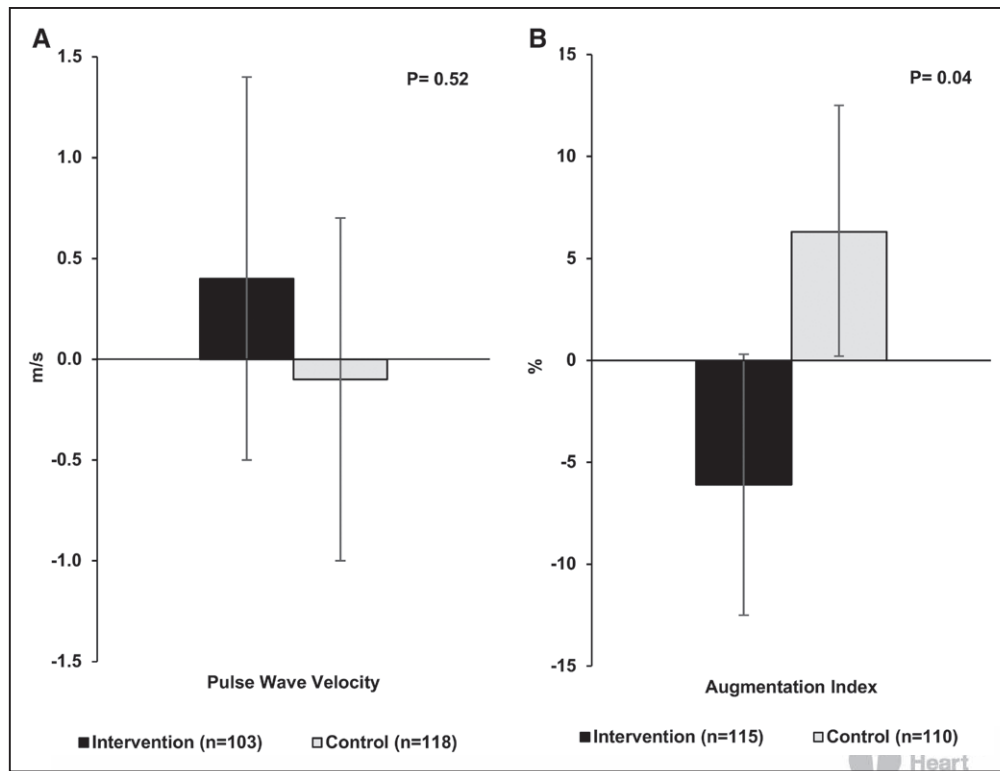 A
1.5
1.0
0.5
0.0
-0.5
-1.0
-1.5
m/s
P= 0.52
Pulse Wave Velocity
■Intervention (n=103) □Control (n=118)
B
15
10
5
0
-5
-10
-15
%
P= 0.04
Augmentation Index
■Intervention (n=115) □Control (n=110)
Heart